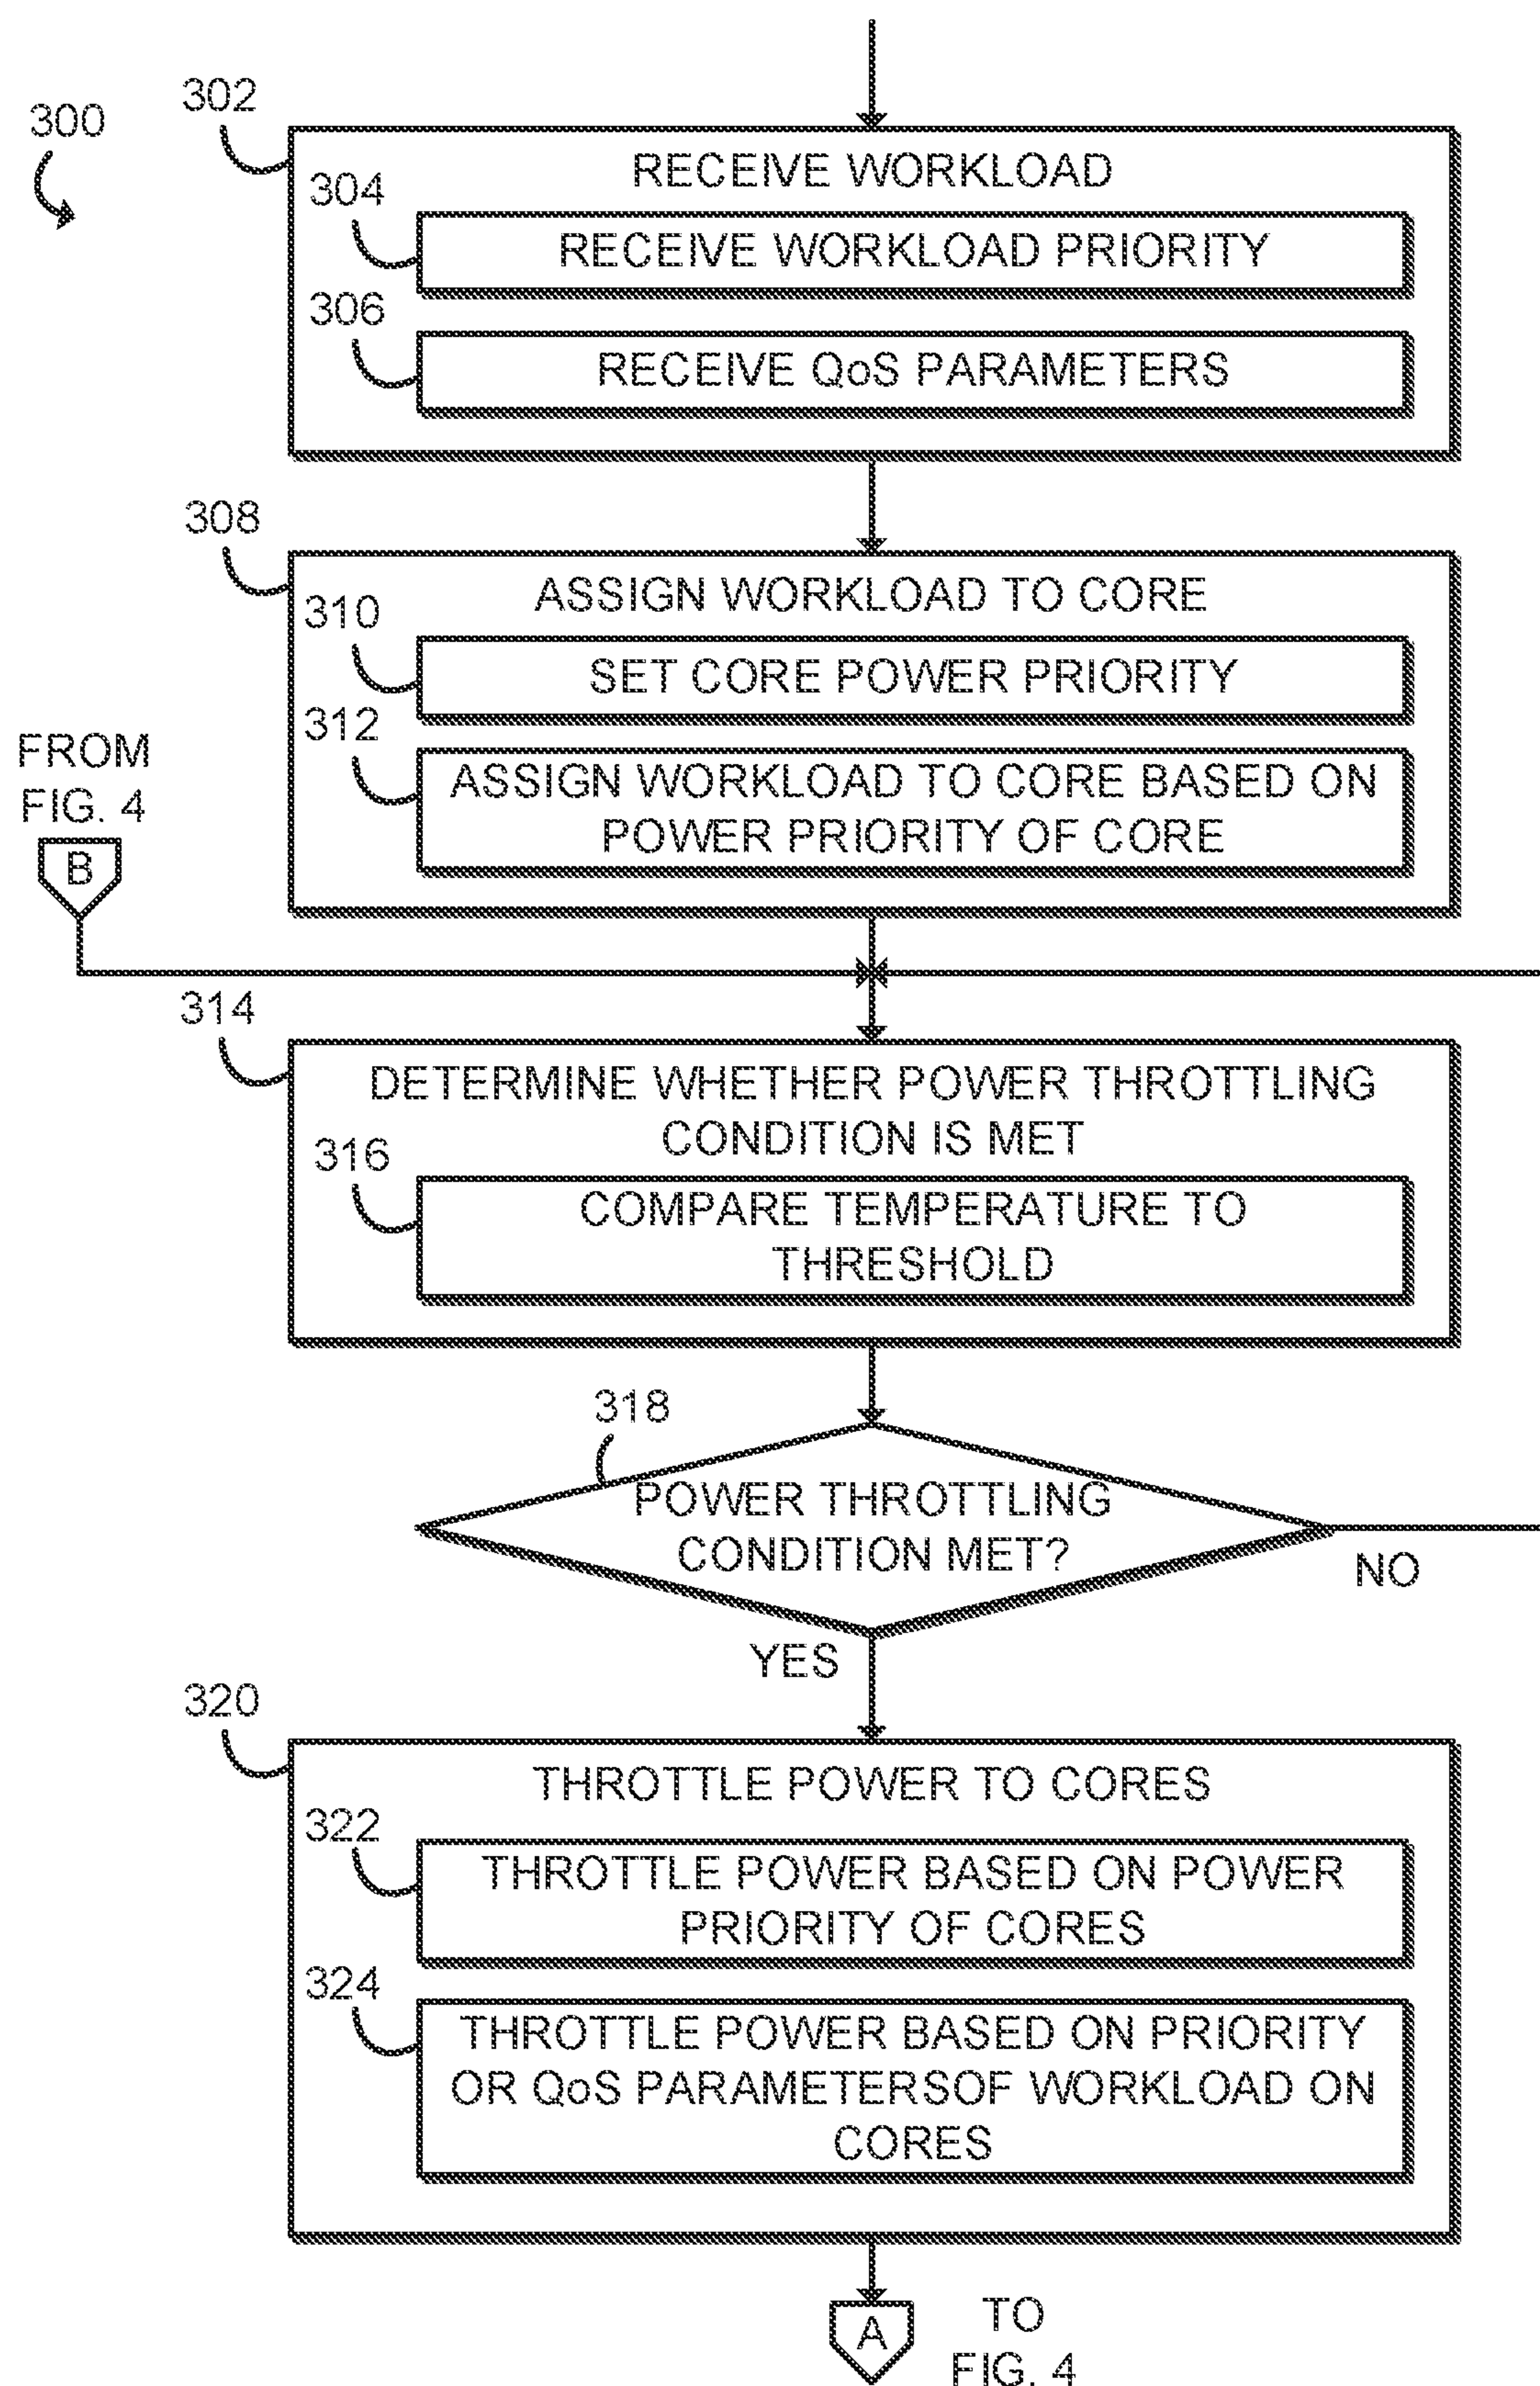 300
302
RECEIVE WORKLOAD
304
RECEIVE WORKLOAD PRIORITY
306
RECEIVE QoS PARAMETERS
308
ASSIGN WORKLOAD TO CORE
310
SET CORE POWER PRIORITY
312
ASSIGN WORKLOAD TO CORE BASED ON
POWER PRIORITY OF CORE
FROM
FIG. 4
B
314
DETERMINE WHETHER POWER THROTTLING
CONDITION IS MET
316
COMPARE TEMPERATURE TO
THRESHOLD
318
POWER THROTTLING
CONDITION MET?
NO
YES
320
THROTTLE POWER TO CORES
322
THROTTLE POWER BASED ON POWER
PRIORITY OF CORES
324
THROTTLE POWER BASED ON PRIORITY
OR QoS PARAMETERSOF WORKLOAD ON
CORES
A
TO
FIG. 4